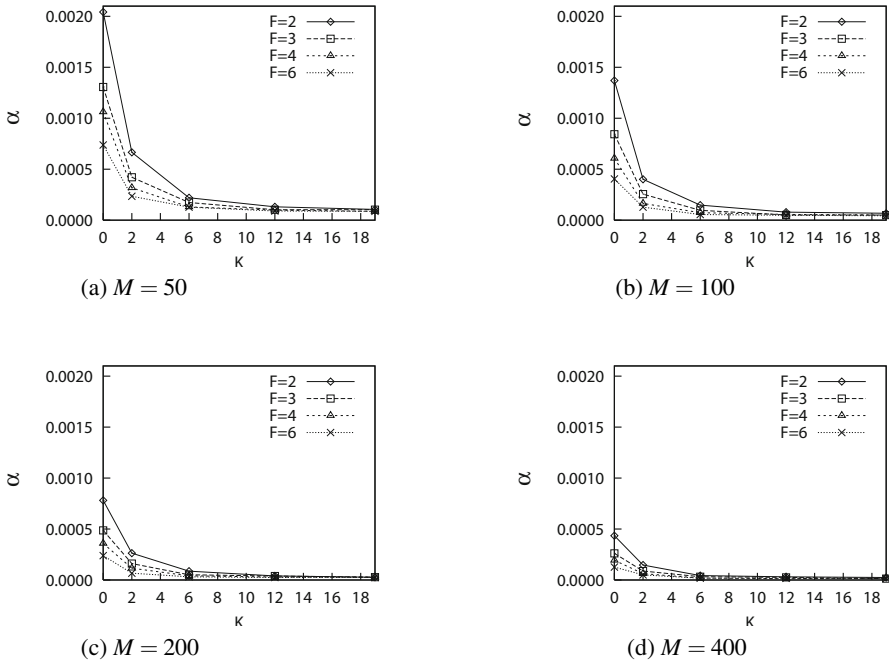 0.0020
0.0015
0.0010
0.0005
0.0000
α
0 2 4 6 8 10 12 14 16 18
K
F=2
F=3
F=4
F=6
(a) M = 50
0.0020
0.0015
0.0010
0.0005
0.0000
α
0 2 4 6 8 10 12 14 16 18
K
F=2
F=3
F=4
F=6
(b) M = 100
0.0020
0.0015
0.0010
0.0005
0.0000
α
0 2 4 6 8 10 12 14 16 18
K
F=2
F=3
F=4
F=6
(c) M = 200
0.0020
0.0015
0.0010
0.0005
0.0000
α
0 2 4 6 8 10 12 14 16 18
K
F=2
F=3
F=4
F=6
(d) M = 400